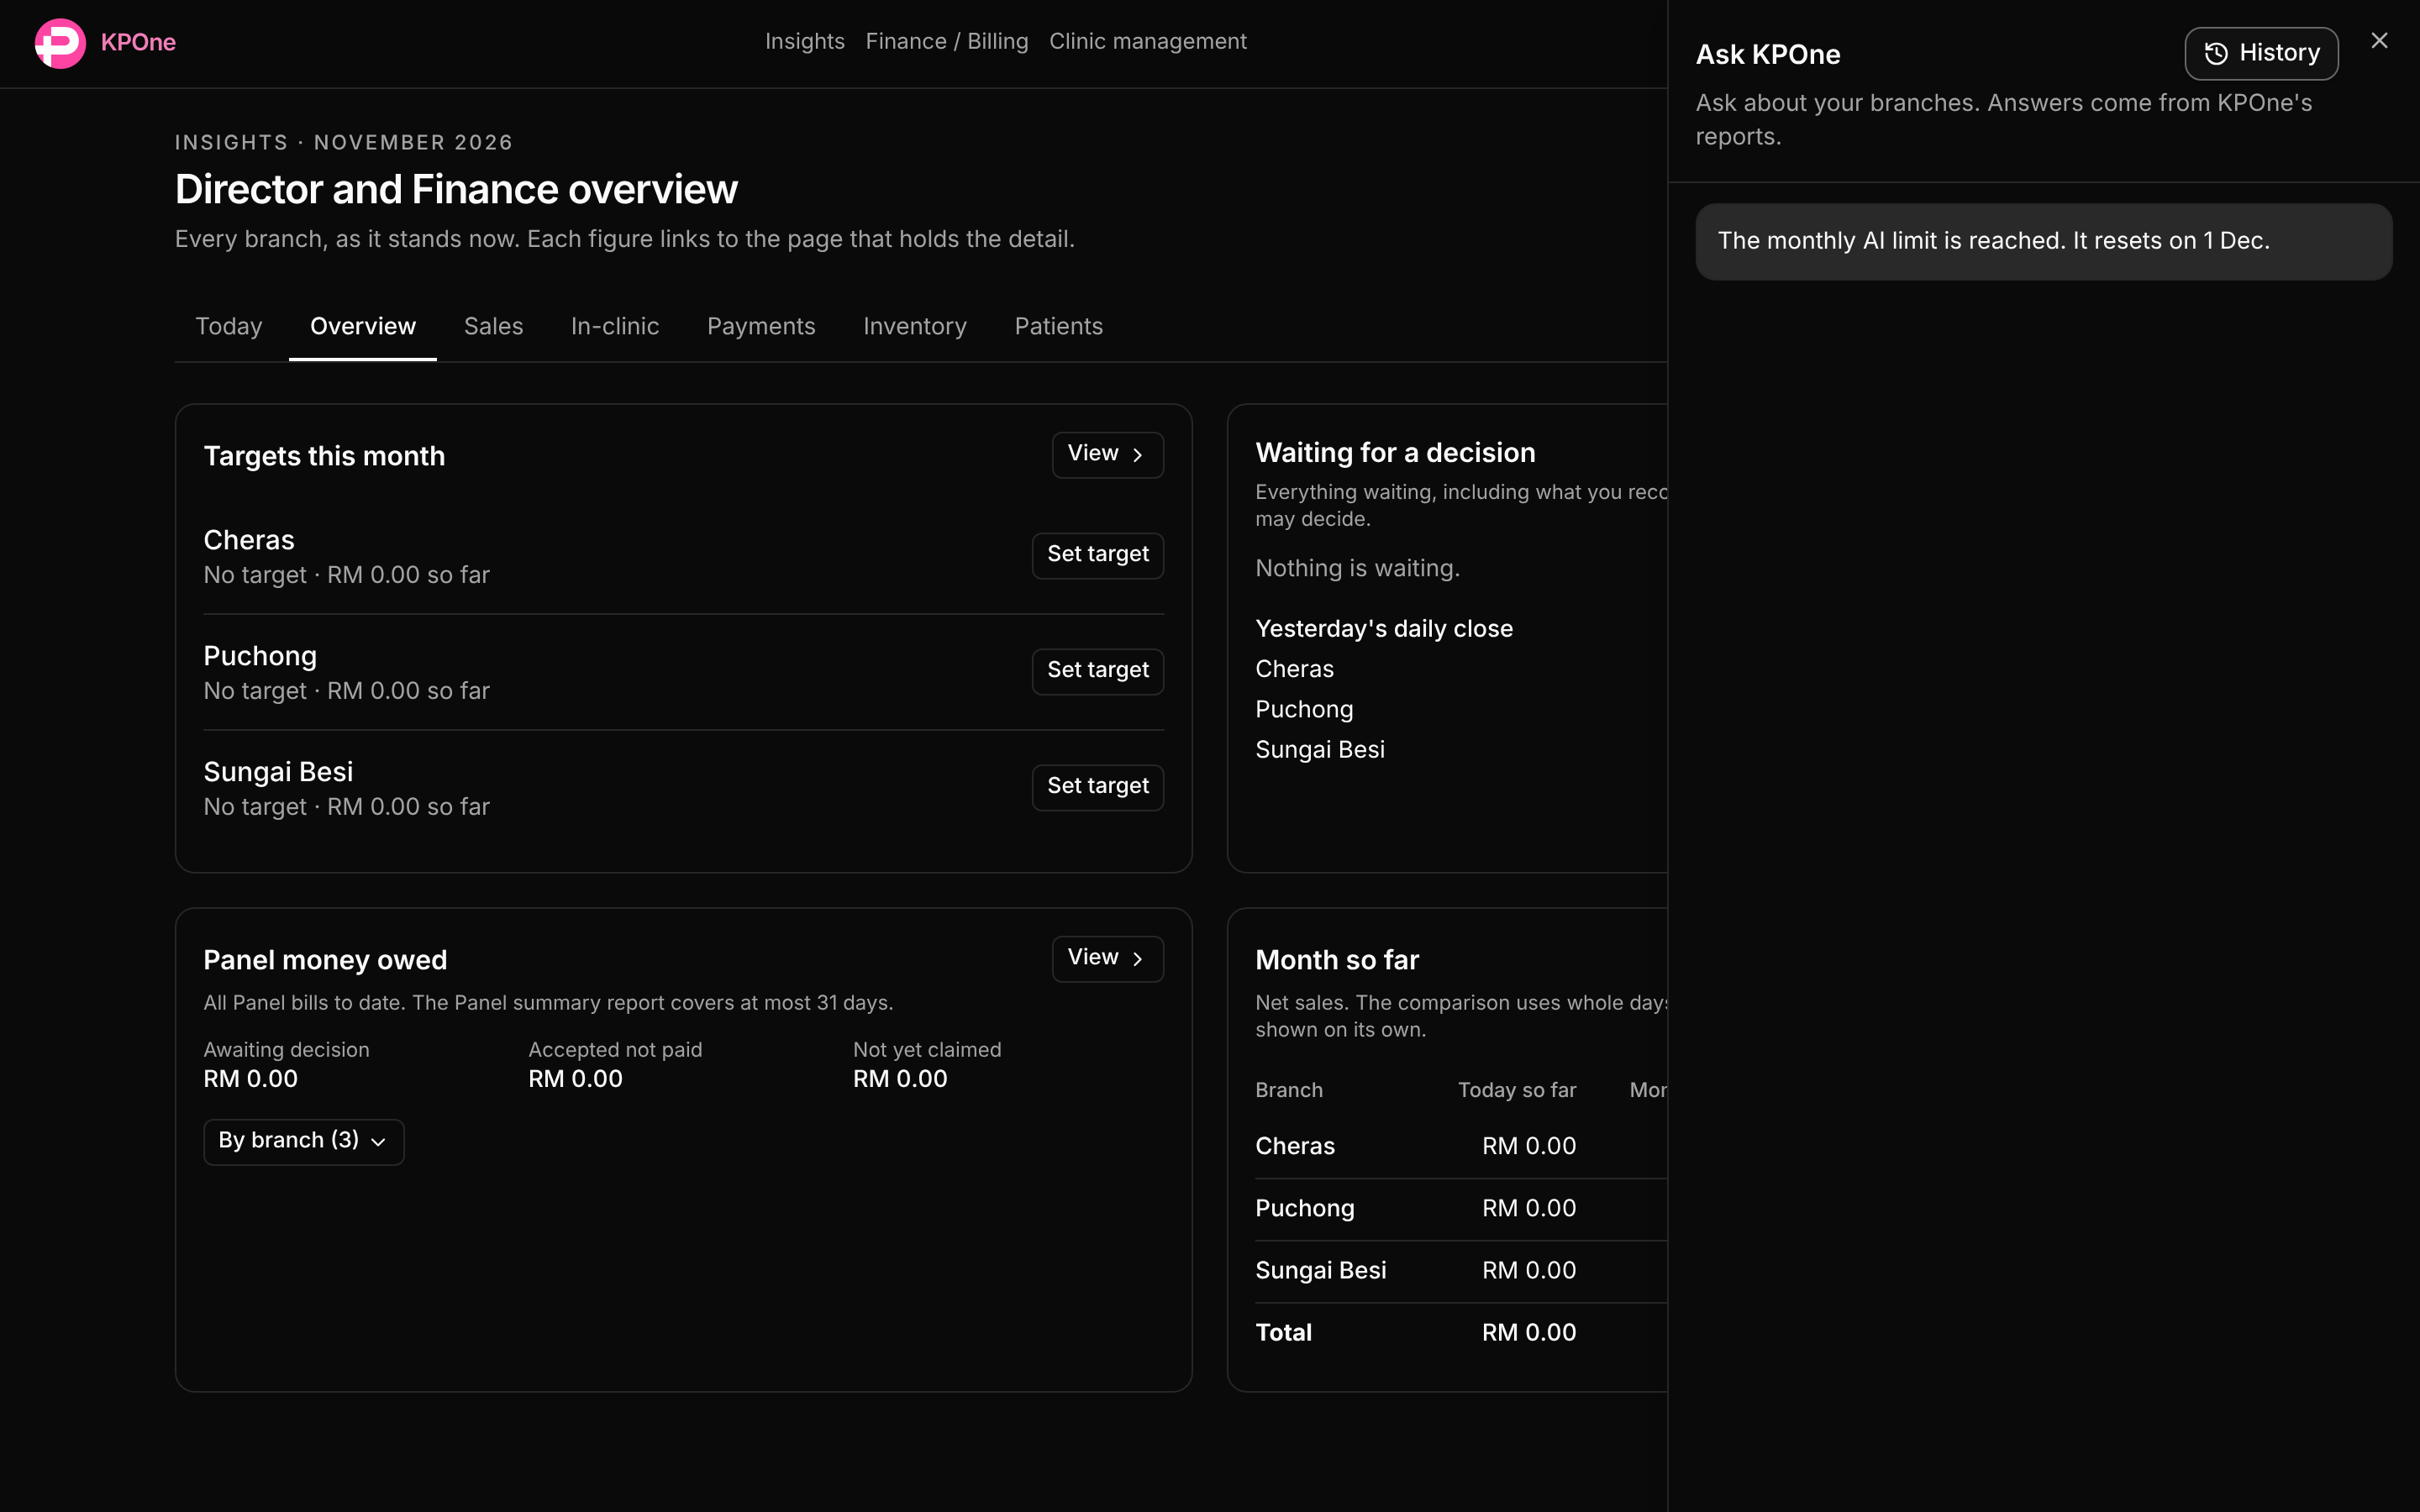 KPOne
Insights
Finance / Billing
Clinic management
INSIGHTS · NOVEMBER 2026
Director and Finance overview
Every branch, as it stands now. Each figure links to the page that holds the detail.
Today
Overview
Sales
In-clinic
Payments
Inventory
Patients
Targets this month
View
Cheras
No target · RM 0.00 so far
Set target
Puchong
No target · RM 0.00 so far
Set target
Sungai Besi
No target · RM 0.00 so far
Set target
Waiting for a decision
Everything waiting, including what you
may decide.
Nothing is waiting.
Yesterday's daily close
Cheras
Puchong
Sungai Besi
Panel money owed
View
All Panel bills to date. The Panel summary report covers at most 31 days.
Awaiting decision
RM 0.00
Accepted not paid
RM 0.00
Not yet claimed
RM 0.00
By branch (3)
Month so far
Net sales. The comparison uses whole days
shown on its own.
Branch
Today so far
Cheras
RM 0.00
Puchong
RM 0.00
Sungai Besi
RM 0.00
Total
RM 0.00
Ask KPOne
History
Ask about your branches. Answers come from KPOne's
reports.
The monthly AI limit is reached. It resets on 1 Dec.